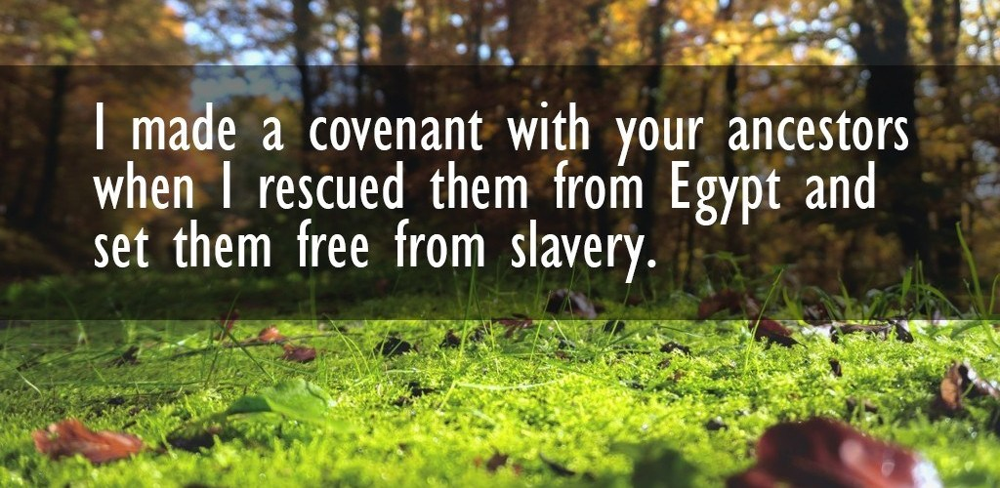 I made a covenant with your ancestors
when I rescued them from Egypt and
set them free from slavery.